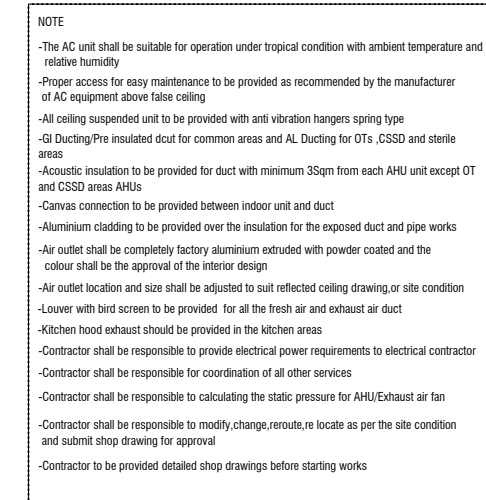 NOTE
-The AC unit shall be suitable for operation under tropical condition with ambient temperature and
relative humidity
-Proper access for easy maintenance to be provided as recommended by the manufacturer
of AC equipment above false ceiling
-All ceiling suspended unit to be provided with anti vibration hangers spring type
-GI Ducting/Pre insulated dcut for common areas and AL Ducting for OTs ,CSSD and sterile
areas
-Acoustic insulation to be provided for duct with minimum 3Sqm from each AHU unit except OT
and CSSD areas AHUs
-Canvas connection to be provided between indoor unit and duct
-Aluminium cladding to be provided over the insulation for the exposed duct and pipe works
-Air outlet shall be completely factory aluminium extruded with powder coated and the
colour shall be the approval of the interior design
-Air outlet location and size shall be adjusted to suit reflected ceiling drawing,or site condition
-Louver with bird screen to be provided for all the fresh air and exhaust air duct
-Kitchen hood exhaust should be provided in the kitchen areas
-Contractor shall be responsible to provide electrical power requirements to electrical contractor
-Contractor shall be responsible for coordination of all other services
-Contractor shall be responsible to calculating the static pressure for AHU/Exhaust air fan
-Contractor shall be responsible to modify,change,reroute,re locate as per the site condition
and submit shop drawing for approval
-Contractor to be provided detailed shop drawings before starting works